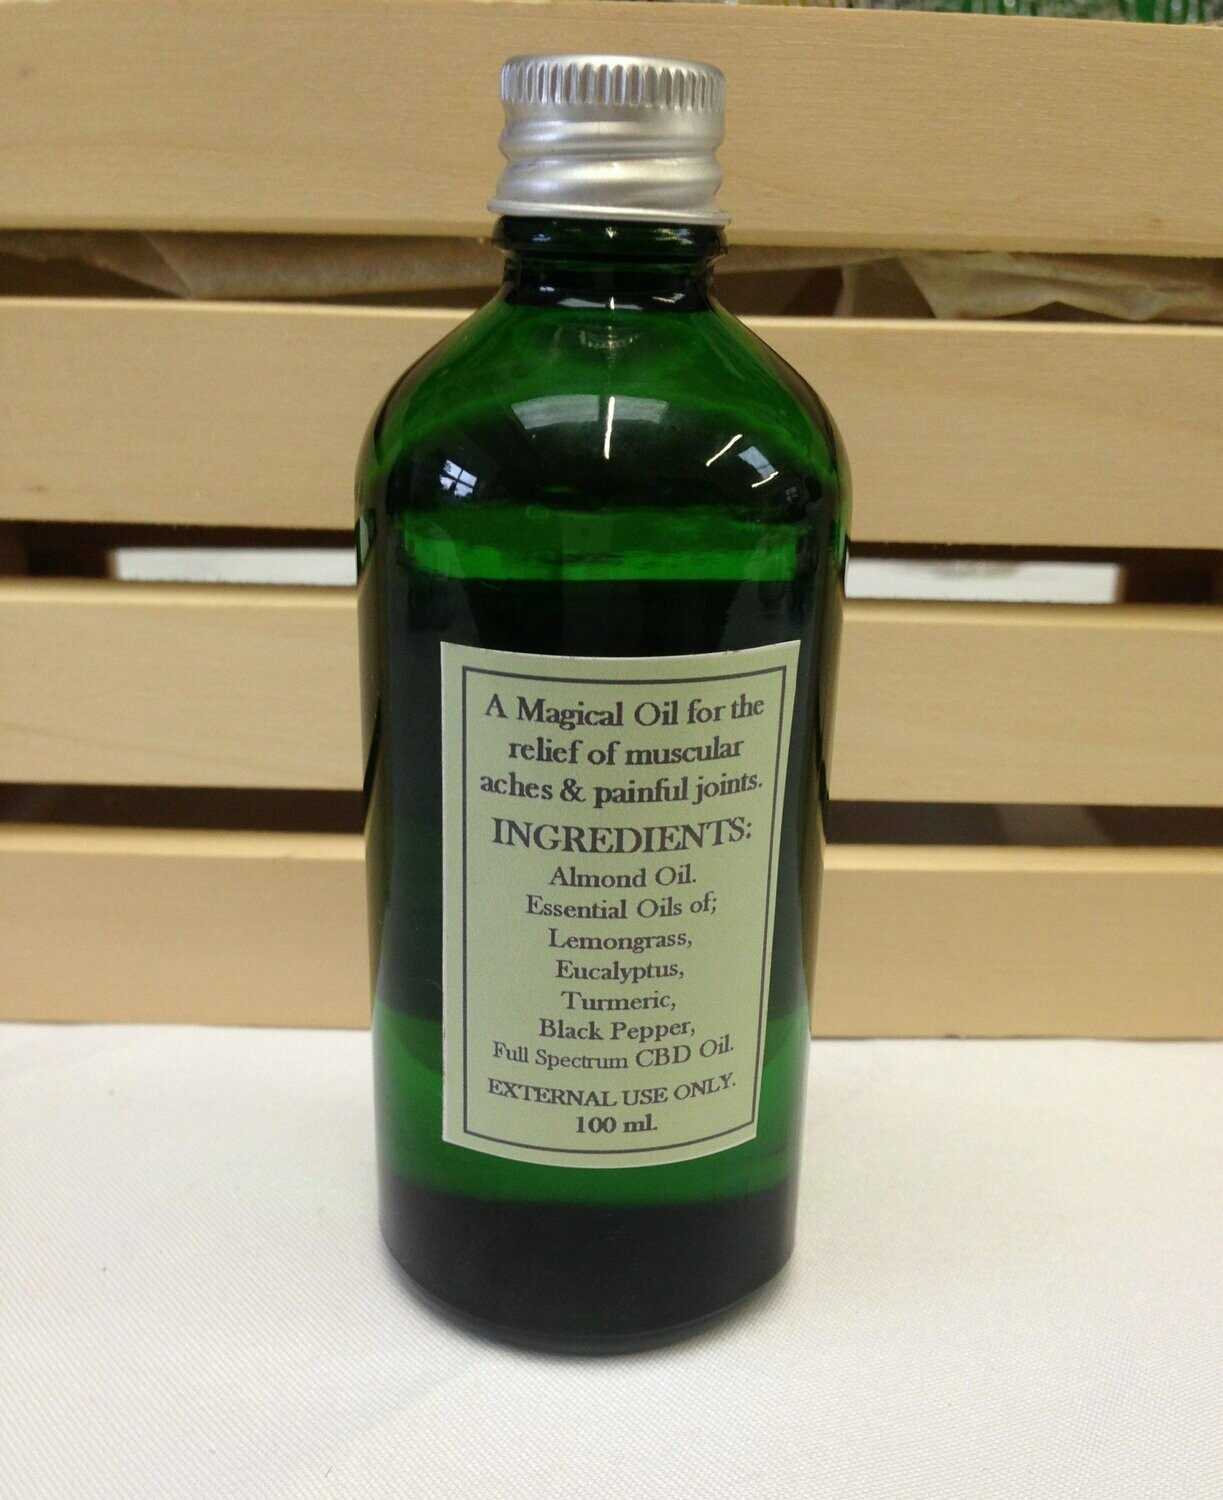 A Magical Oil for the
relief of muscular
aches & painful joints.
INGREDIENTS:
Almond Oil.
Essential Oils of;
Lemongrass,
Eucalyptus,
Turmeric,
Black Pepper,
Full Spectrum CBD Oil.
EXTERNAL USE ONLY.
100 ml.